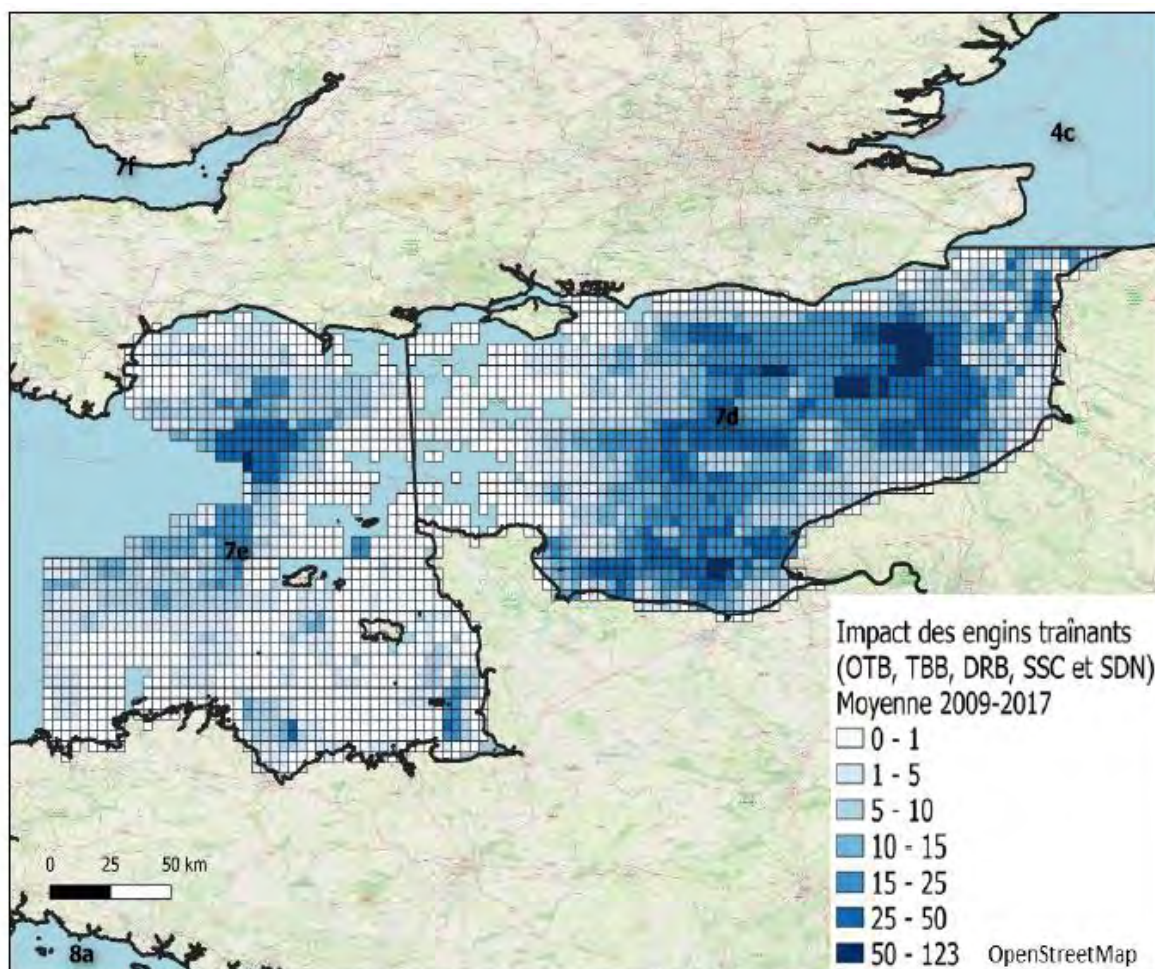 4c
7f
7d
7e
Impact des engins traînants
(OTB, TBB, DRB, SSC et SDN)
Moyenne 2009-2017
0 - 1
1 - 5
5 - 10
10 - 15
15 - 25
25 - 50
50 - 123
OpenStreetMap
0 25 50 km
8a